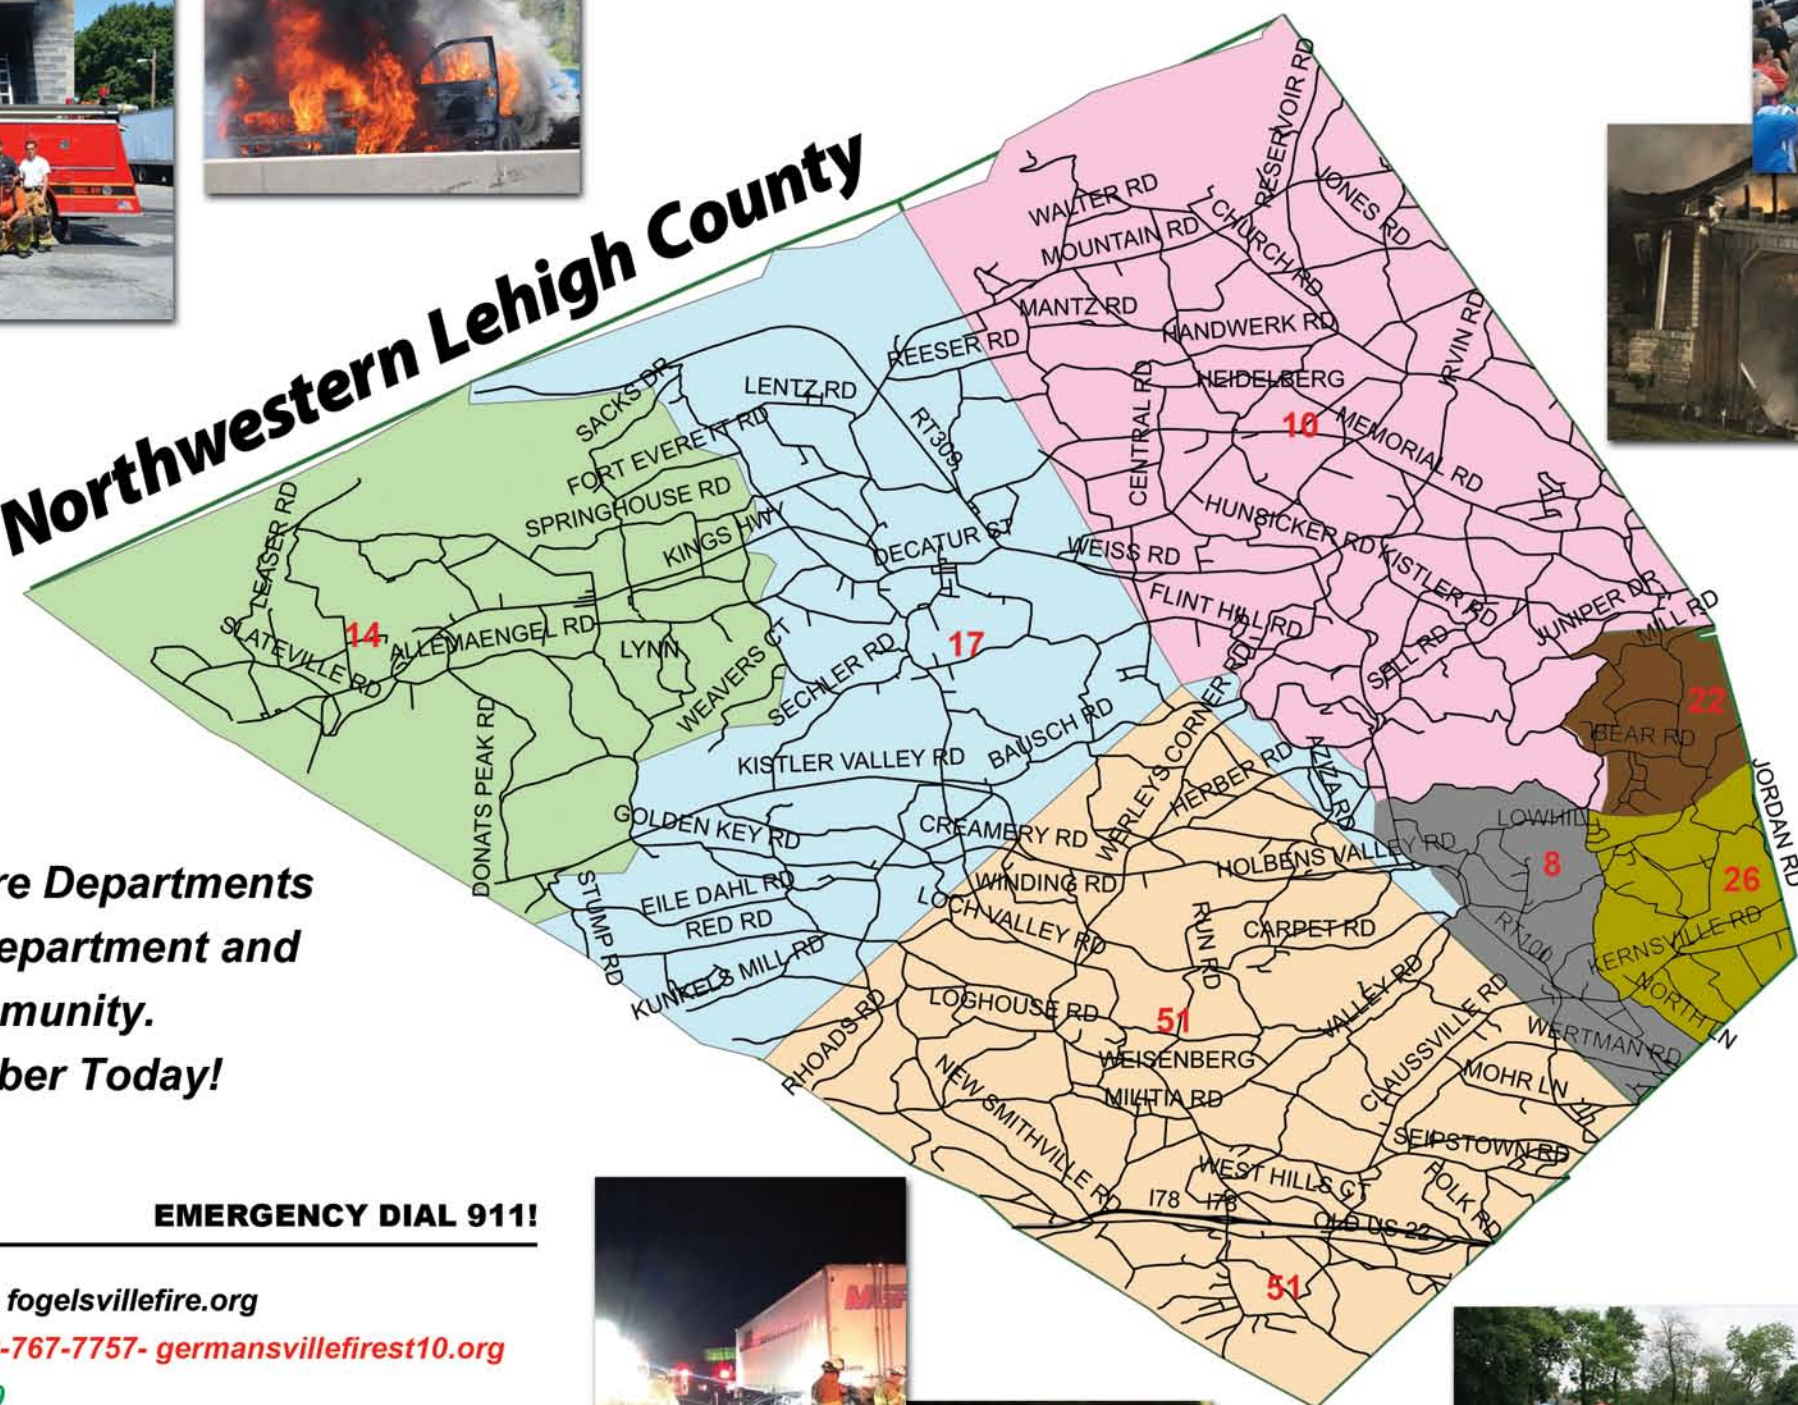 Northwestern Lehigh County
RESERVOIR RD
JONES RD
WALTER RD
CHURCH RD
MOUNTAIN RD
MANTZ RD
HANDWERK RD
IRVIN RD
REESER RD
HEIDELBERG
SACKS DR
LENTZ RD
CENTRAL RD
10
MEMORIAL RD
RT309
FORT EVERETT RD
SPRINGHOUSE RD
LEASER RD
KINGS HWY
HUNSICKER RD
DECATUR ST
WEISS RD
KISTLER RD
FLINT HILL RD
JUNIPER DR
MILL RD
SLATEVILLE RD
14
ALLEMAENGEL RD
LYNN
WEAVERS CT
SECHLER RD
17
SELL RD
22
BEAR RD
DONATS PEAK RD
KISTLER VALLEY RD
BAUSCH RD
WERLEYS CORNER RD
HERBER RD
AZIZA RD
JORDAN RD
GOLDEN KEY RD
CREAMERY RD
LOWHILL
HOLBENS VALLEY RD
8
26
STUMP RD
EILE DAHL RD
WINDING RD
LOCH VALLEY RD
RED RD
RUN RD
CARPET RD
RT100
KERNSVILLE RD
KUNKELS MILL RD
VALLEY RD
NORTH LN
LOGHOUSE RD
51
CLAUSSVILLE RD
WERTMAN RD
RHOADS RD
WEISENBERG
NEW SMITHVILLE RD
MILITIA RD
MOHR LN
SEIPSTOWN RD
WEST HILLS CT
FOLK RD
I78
I78
OLD US 22
51
re Departments
epartment and
munity.
ber Today!
EMERGENCY DIAL 911!
fogelsvillefire.org
-767-7757- germansvillefirest10.org